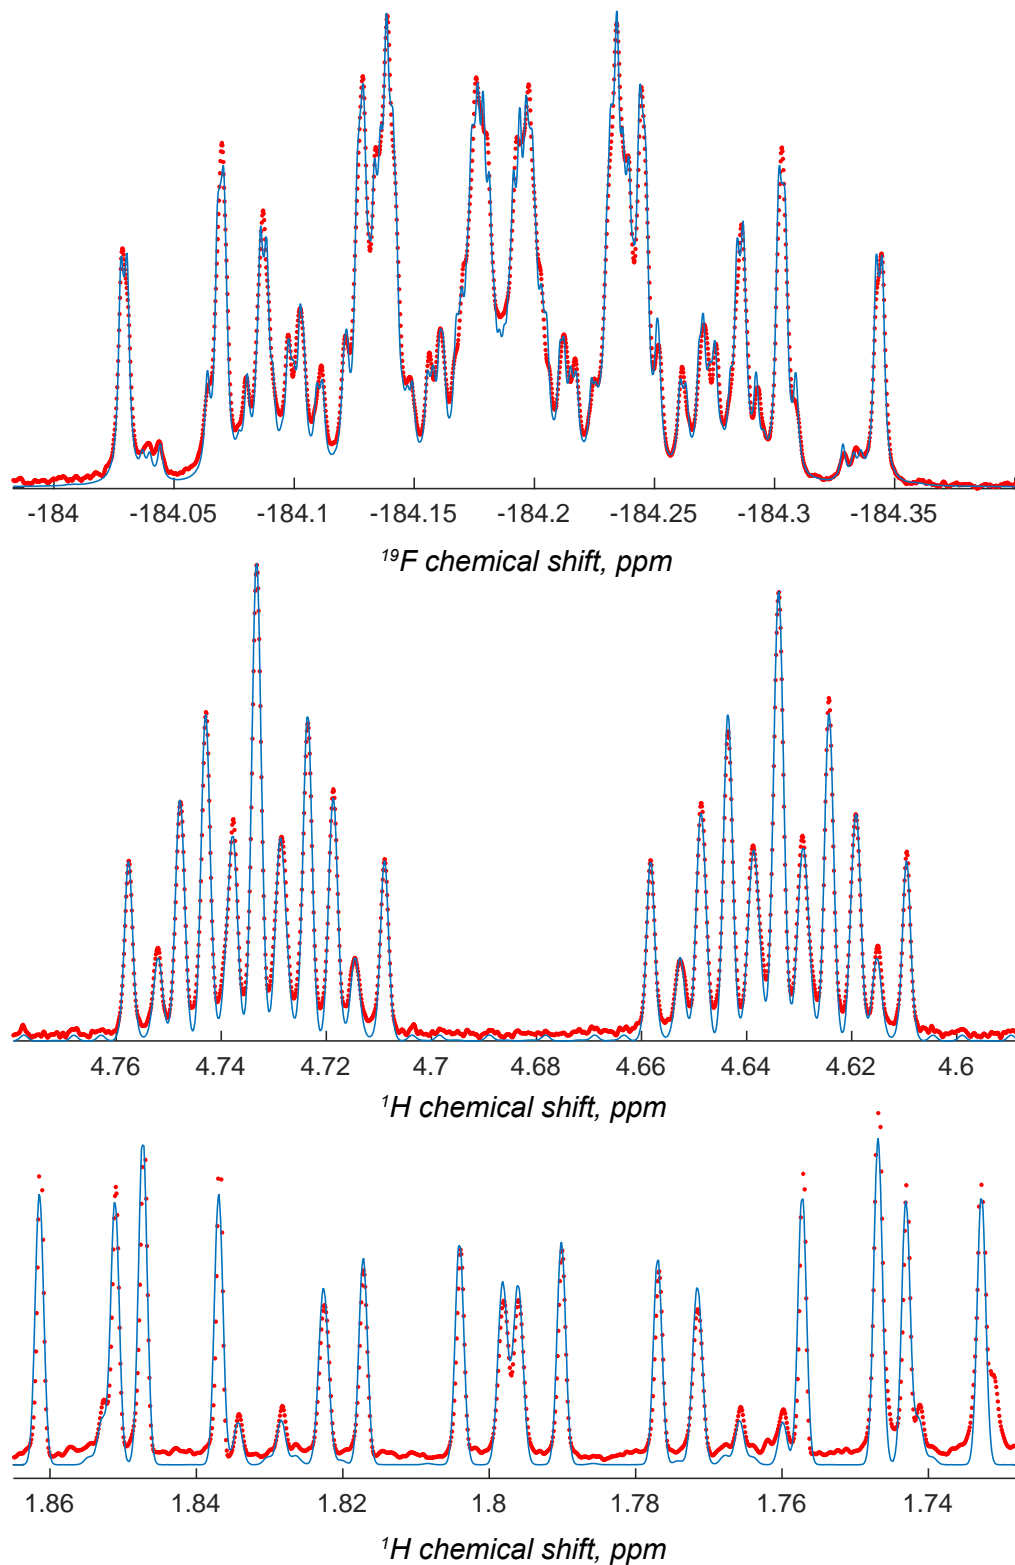 -184 -184.05 -184.1 -184.15 -184.2 -184.25 -184.3 -184.35
¹⁹F chemical shift, ppm
4.76 4.74 4.72 4.7 4.68 4.66 4.64 4.62 4.6
¹H chemical shift, ppm
1.86 1.84 1.82 1.8 1.78 1.76 1.74
¹H chemical shift, ppm